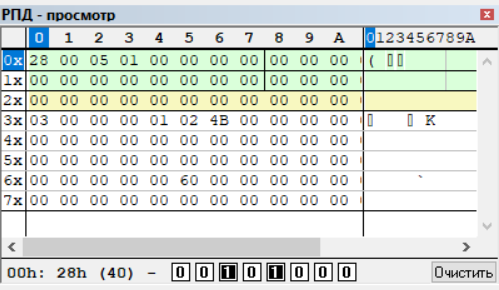 РПД - просмотр
0 1 2 3 4 5 6 7 8 9 A 0123456789A
0x 28 00 05 01 00 00 00 00 00 00 00 (
1x 00 00 00 00 00 00 00 00 00 00 00
2x 00 00 00 00 00 00 00 00 00 00 00
3x 03 00 00 00 01 02 4B 00 00 00 00 K
4x 00 00 00 00 00 00 00 00 00 00 00
5x 00 00 00 00 00 00 00 00 00 00 00
6x 00 00 00 00 00 60 00 00 00 00 00 `
7x 00 00 00 00 00 00 00 00 00 00 00
00h: 28h (40) - 0 0 1 0 1 0 0 0 Очистить